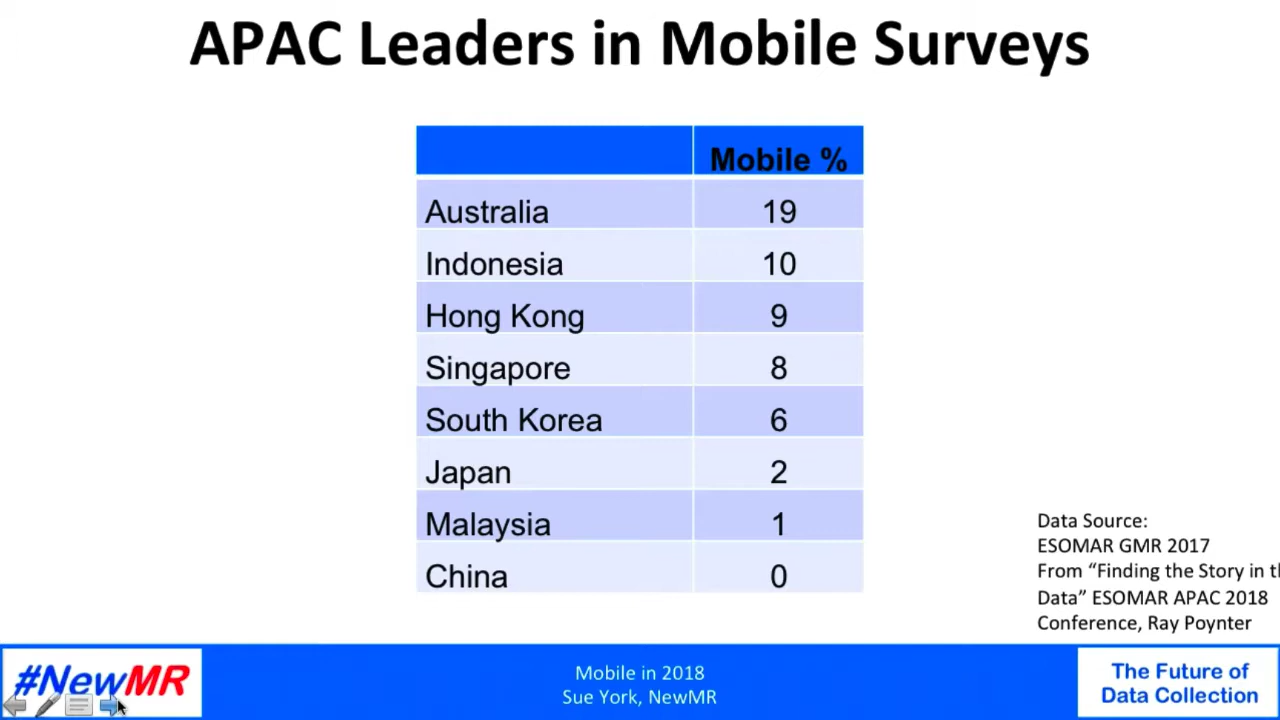 APAC Leaders in Mobile Surveys
Mobile %
Australia 19
Indonesia 10
Hong Kong 9
Singapore 8
South Korea 6
Japan 2
Malaysia 1
China 0
Data Source:
ESOMAR GMR 2017
From “Finding the Story in
Data” ESOMAR APAC 2018
Conference, Ray Poynter
#NewMR
Mobile in 2018
Sue York, NewMR
The Future of
Data Collection